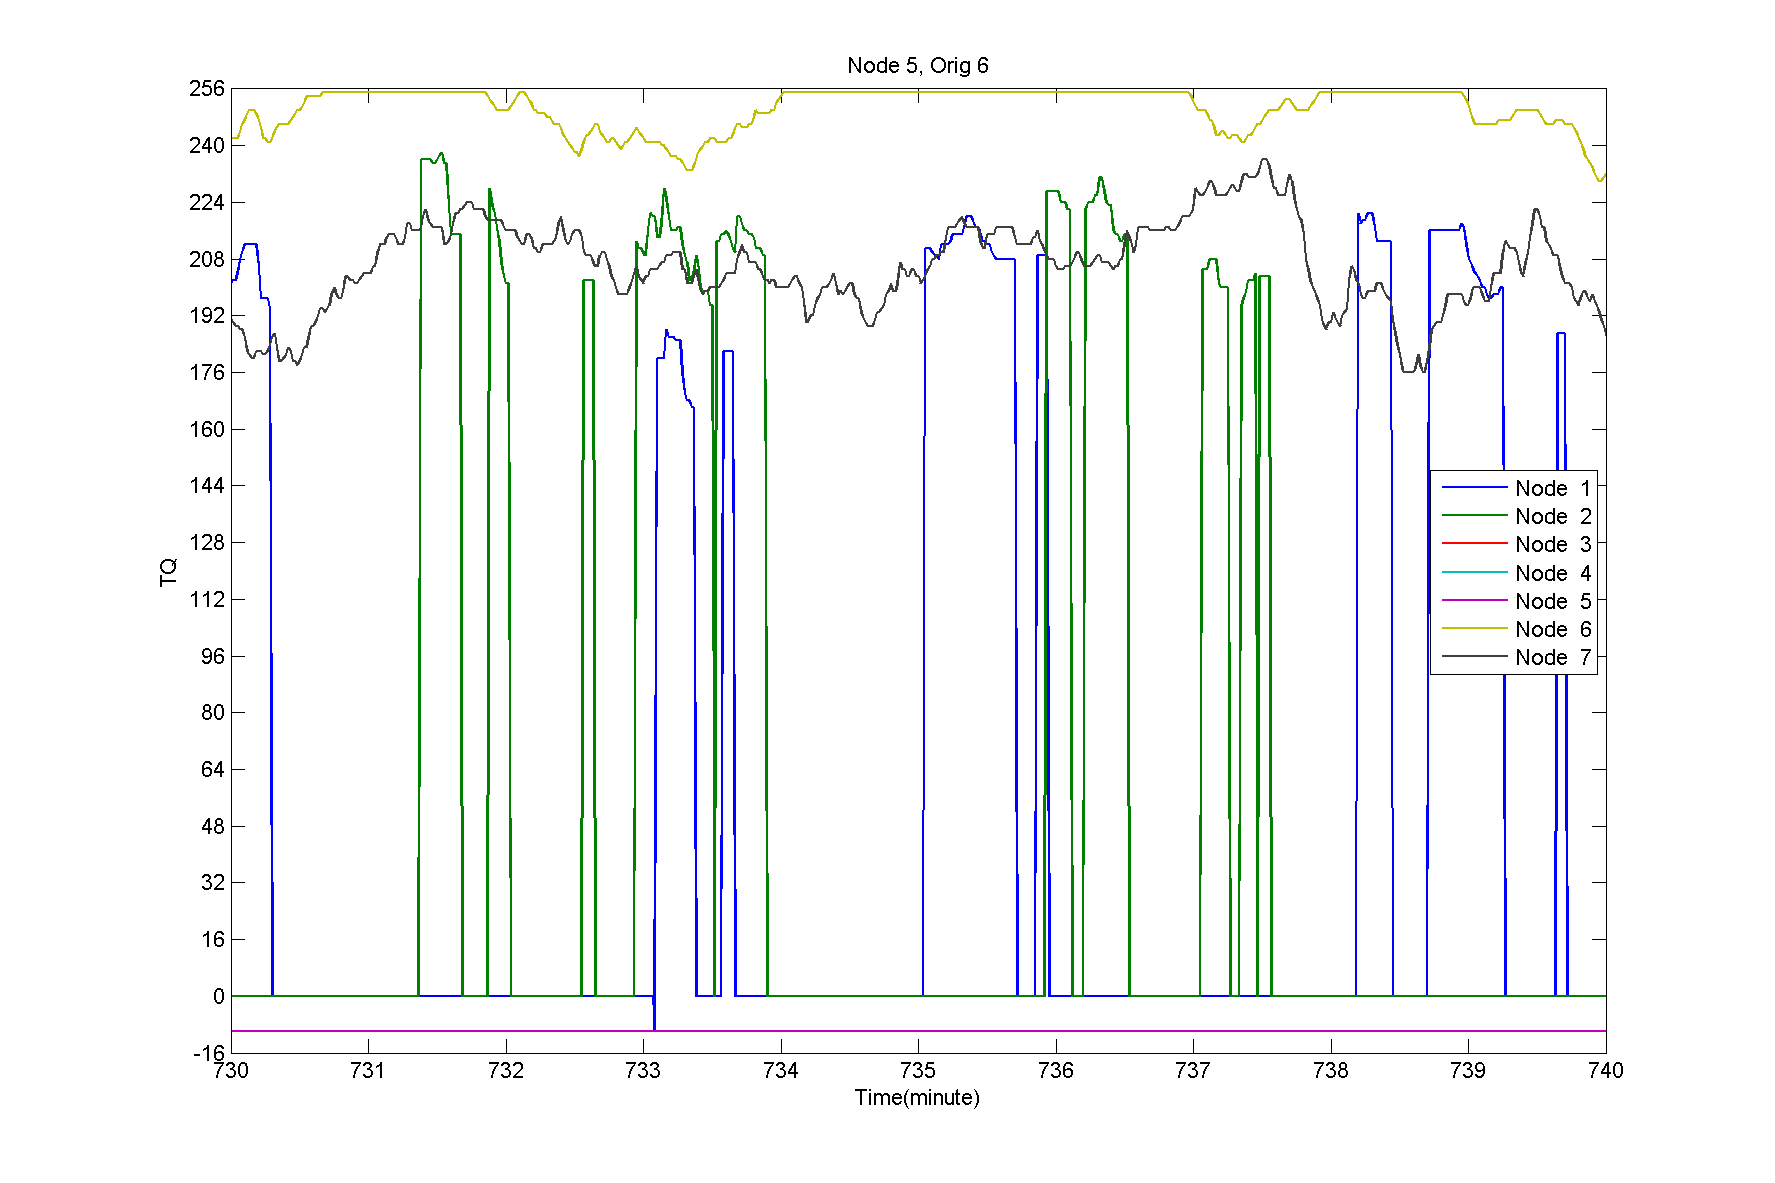 Node 5, Orig 6
256
240
224
208
192
176
160
144
128
112
96
80
64
48
32
16
0
-16
TQ
Node 1
Node 2
Node 3
Node 4
Node 5
Node 6
Node 7
730 731 732 733 734 735 736 737 738 739 740
Time(minute)